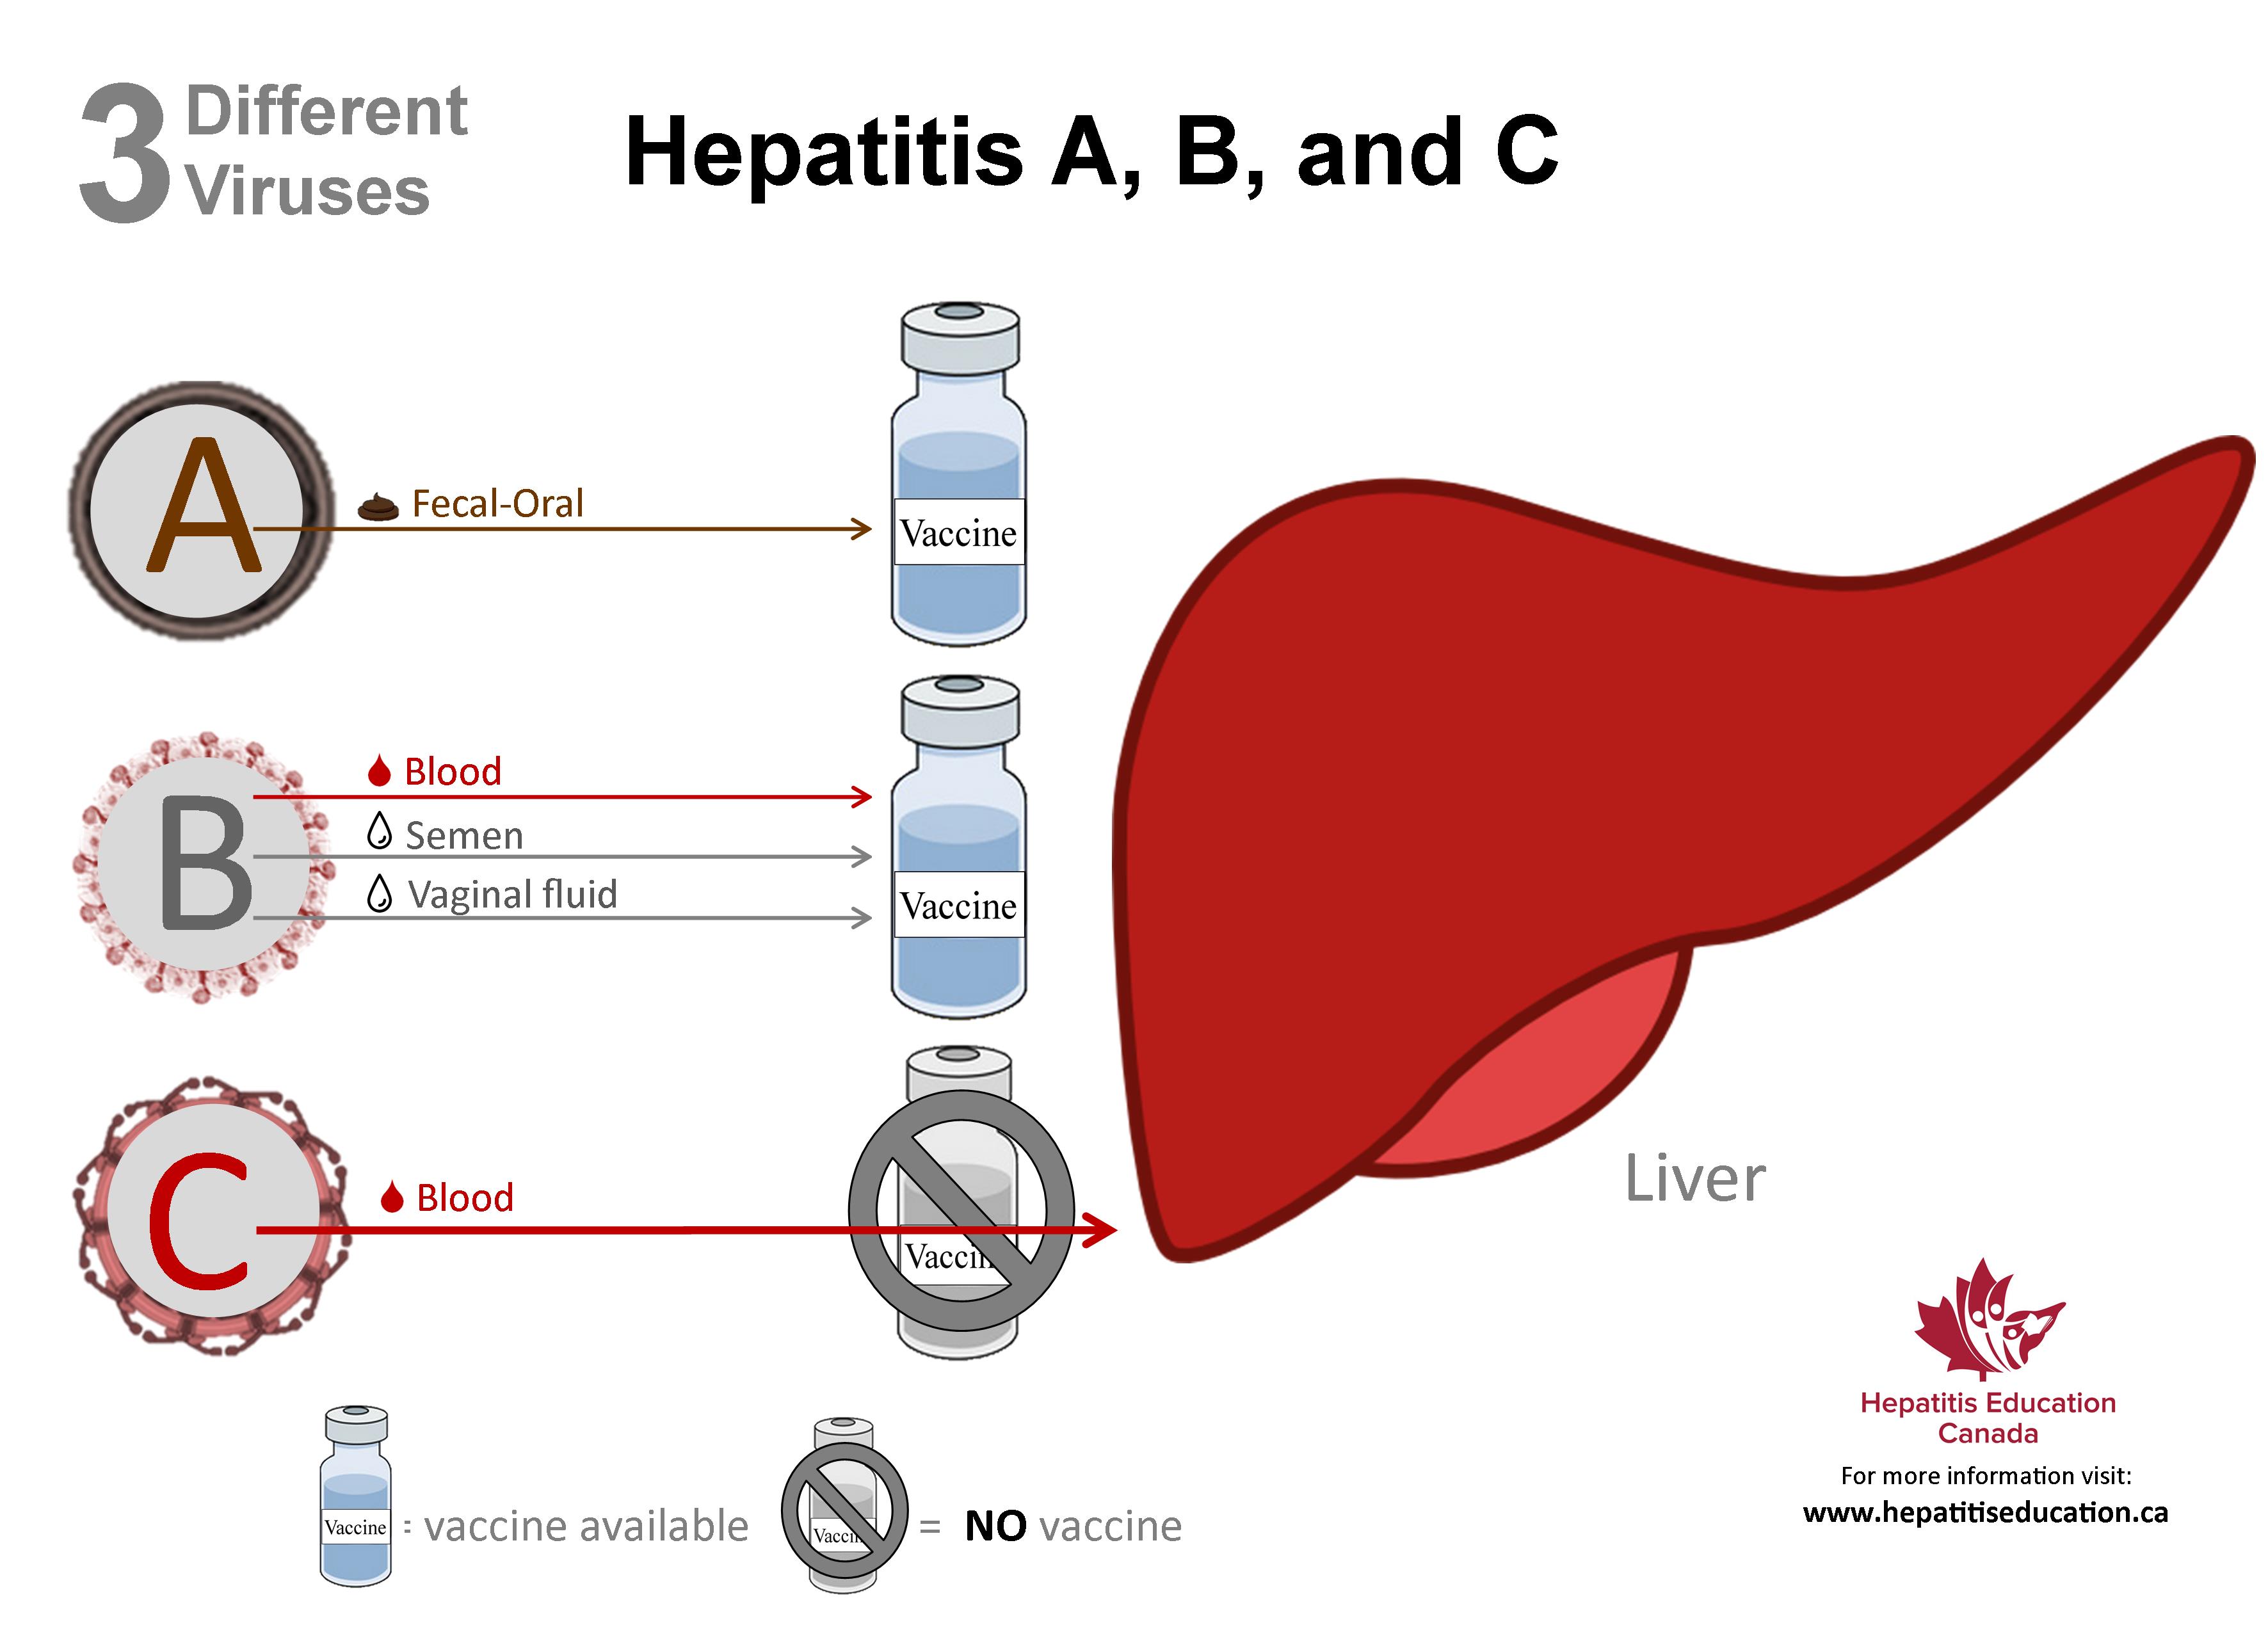 3 Different
Viruses
Hepatitis A, B, and C
A
Fecal-Oral
Vaccine
B
Blood
Semen
Vaginal fluid
Vaccine
C
Blood
Vaccin
Liver
Vaccine = vaccine available
Vaccin = NO vaccine
Hepatitis Education
Canada
For more information visit:
www.hepatitiseducation.ca